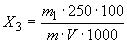 X₃ = (m₁ · 250 · 100) / (m · V · 1000)